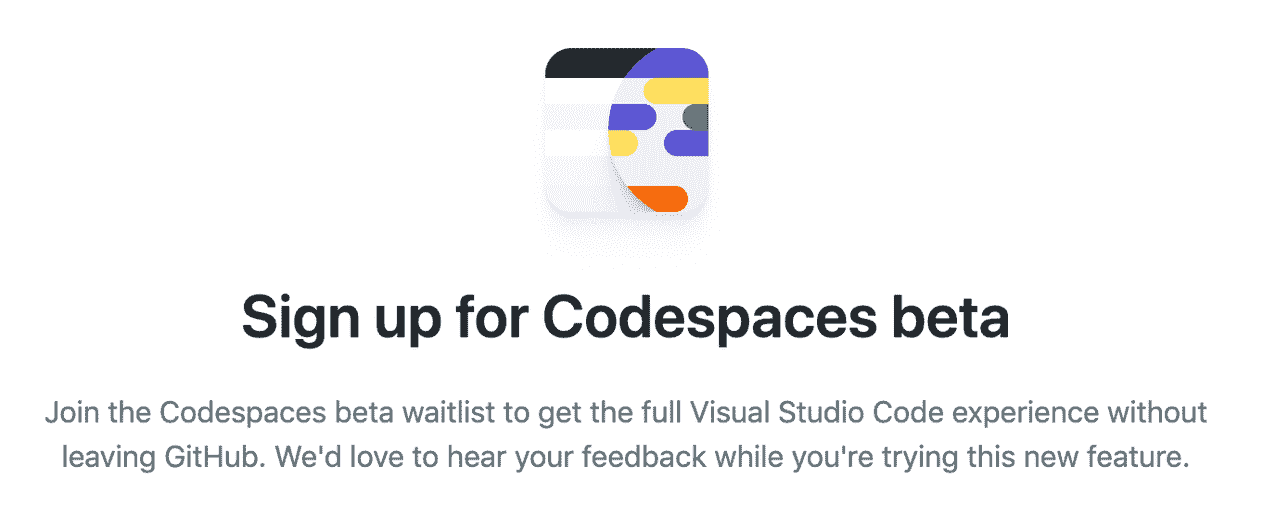 Sign up for Codespaces beta
Join the Codespaces beta waitlist to get the full Visual Studio Code experience without
leaving GitHub. We'd love to hear your feedback while you're trying this new feature.